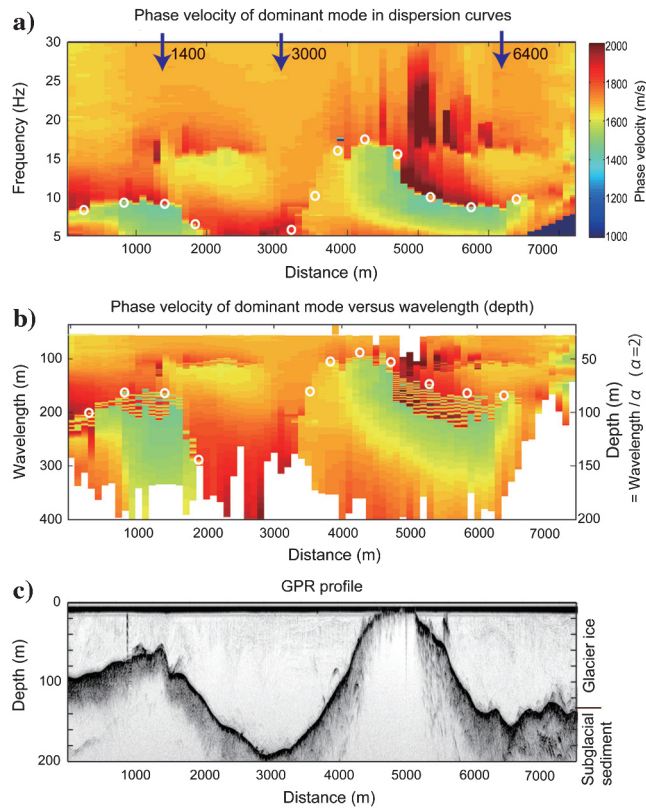 Phase velocity of dominant mode in dispersion curves
a)
1400
3000
6400
30
25
20
15
10
5
Frequency (Hz)
1000 2000 3000 4000 5000 6000 7000
Distance (m)
2000
1800
1600
1400
1200
1000
Phase velocity (m/s)
Phase velocity of dominant mode versus wavelength (depth)
b)
100
200
300
400
Wavelength (m)
50
100
150
200
Depth (m)
= Wavelength / α (α=2)
1000 2000 3000 4000 5000 6000 7000
Distance (m)
GPR profile
c)
0
100
200
Depth (m)
Glacier ice
Subglacial
sediment
1000 2000 3000 4000 5000 6000 7000
Distance (m)